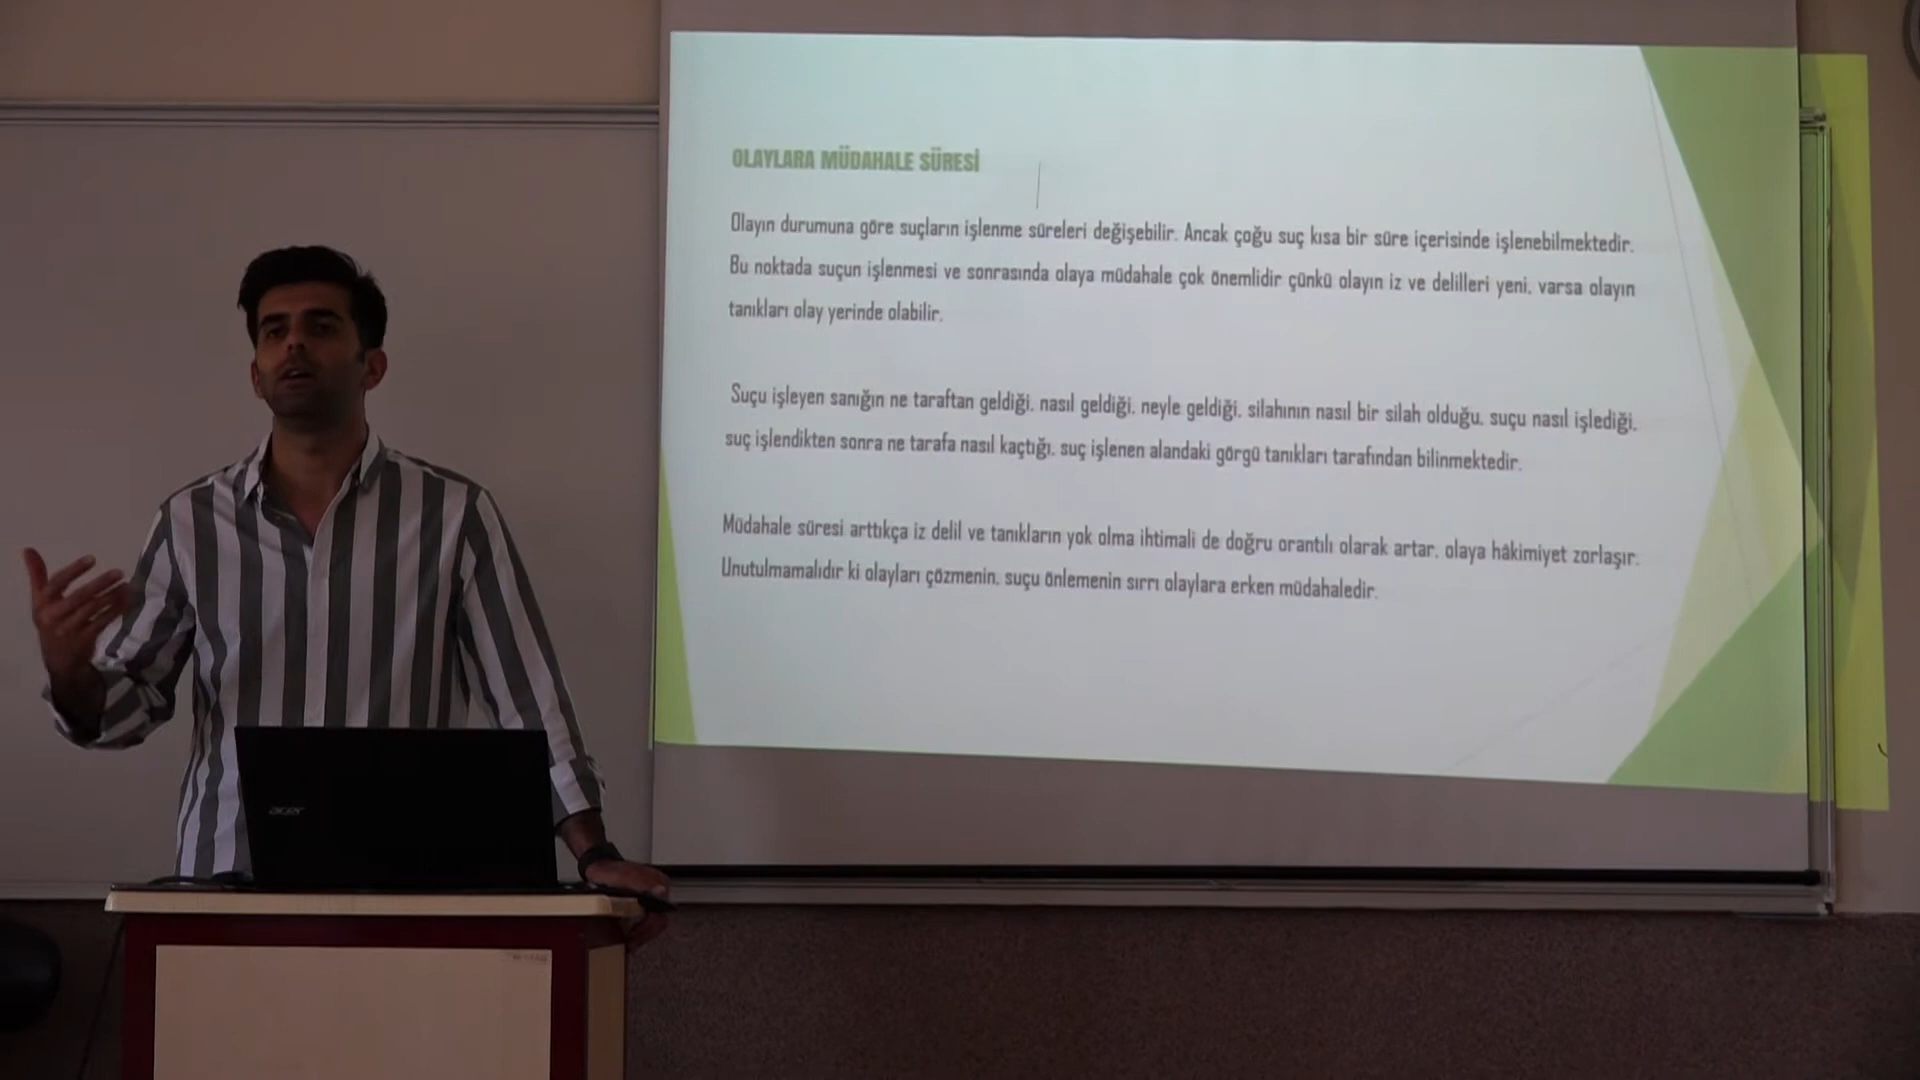 OLAYLARA MÜDAHALE SÜRESİ
Olayın durumuna göre suçların işlenme süreleri değişebilir. Ancak çoğu suç kısa bir süre içerisinde işlenebilmektedir.
Bu noktada suçun işlenmesi ve sonrasında olaya müdahale çok önemlidir çünkü olayın iz ve delilleri yeni, varsa olayın
tanıkları olay yerinde olabilir.
Suçu işleyen sanığın ne taraftan geldiği, nasıl geldiği, neyle geldiği, silahının nasıl bir silah olduğu, suçu nasıl işlediği,
suç işlendikten sonra ne tarafa nasıl kaçtığı, suç işlenen alandaki görgü tanıkları tarafından bilinmektedir.
Müdahale süresi arttıkça iz delil ve tanıkların yok olma ihtimali de doğru orantılı olarak artar, olaya hâkimiyet zorlaşır.
Unutulmamalıdır ki olayları çözmenin, suçu önlemenin sırrı olaylara erken müdahaledir.
acer